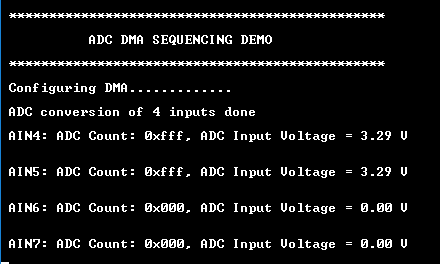 *******************************************************
ADC DMA SEQUENCING DEMO
*******************************************************
Configuring DMA.............
ADC conversion of 4 inputs done
AIN4: ADC Count: 0xfff, ADC Input Voltage = 3.29 V
AIN5: ADC Count: 0xfff, ADC Input Voltage = 3.29 V
AIN6: ADC Count: 0x000, ADC Input Voltage = 0.00 V
AIN7: ADC Count: 0x000, ADC Input Voltage = 0.00 V